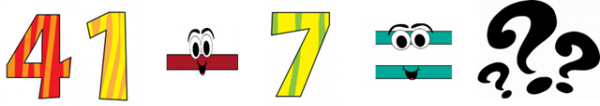 41 - 7 = ???